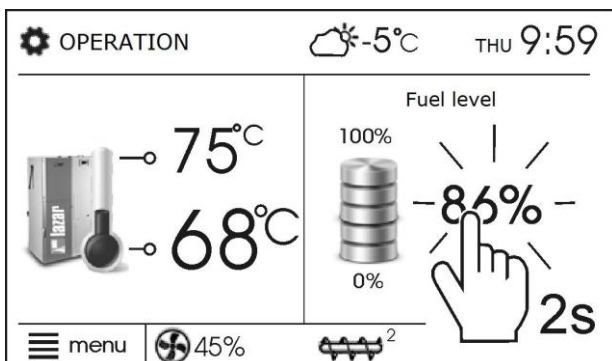 OPERATION
-5°C
THU 9:59
Fuel level
100%
75°C
86%
lazar
68°C
0%
2s
menu
45%
2